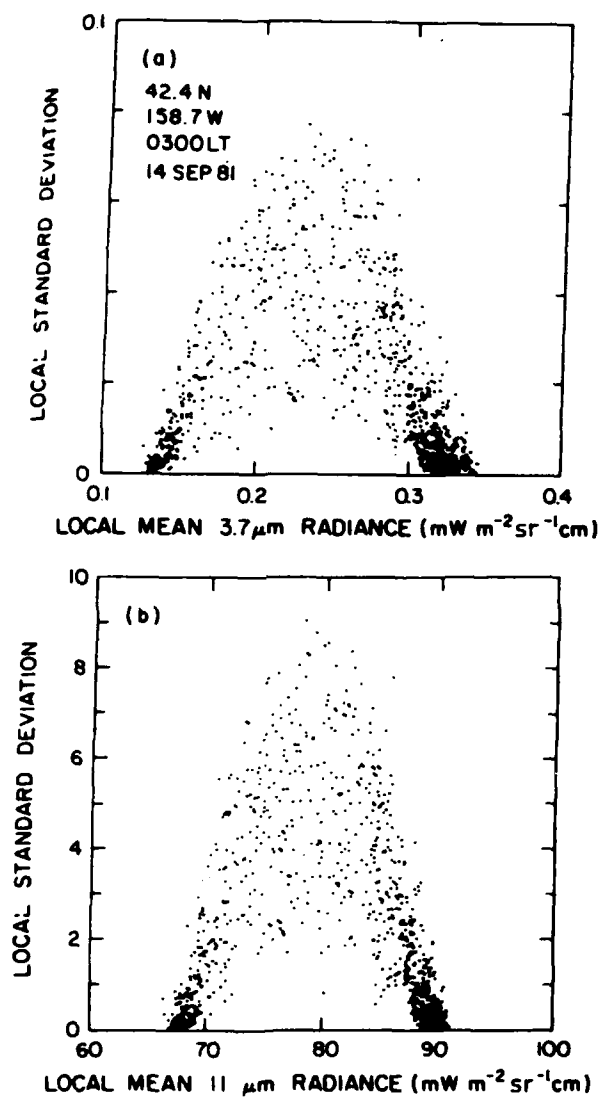 0.1
(a)
42.4 N
158.7 W
0300 LT
14 SEP 81
LOCAL STANDARD DEVIATION
0
0.1 0.2 0.3 0.4
LOCAL MEAN 3.7μm RADIANCE (mW m⁻² sr⁻¹ cm)
10
(b)
8
6
4
2
0
LOCAL STANDARD DEVIATION
60 70 80 90 100
LOCAL MEAN 11 μm RADIANCE (mW m⁻² sr⁻¹ cm)